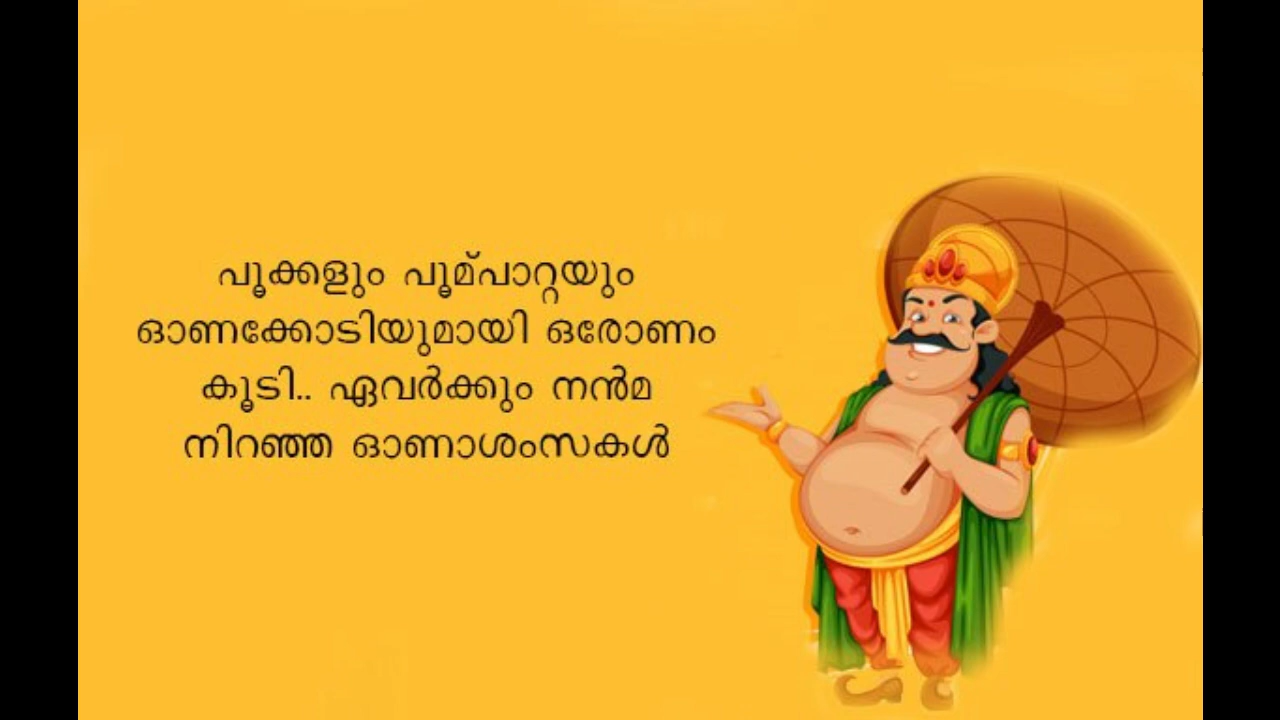 പൂക്കളും പൂമ്പാറ്റയും
ഓണക്കോടിയുമായി ഒരോണം
കൂടി.. ഏവർക്കും നൻമ
നിറഞ്ഞ ഓണാശംസകൾ